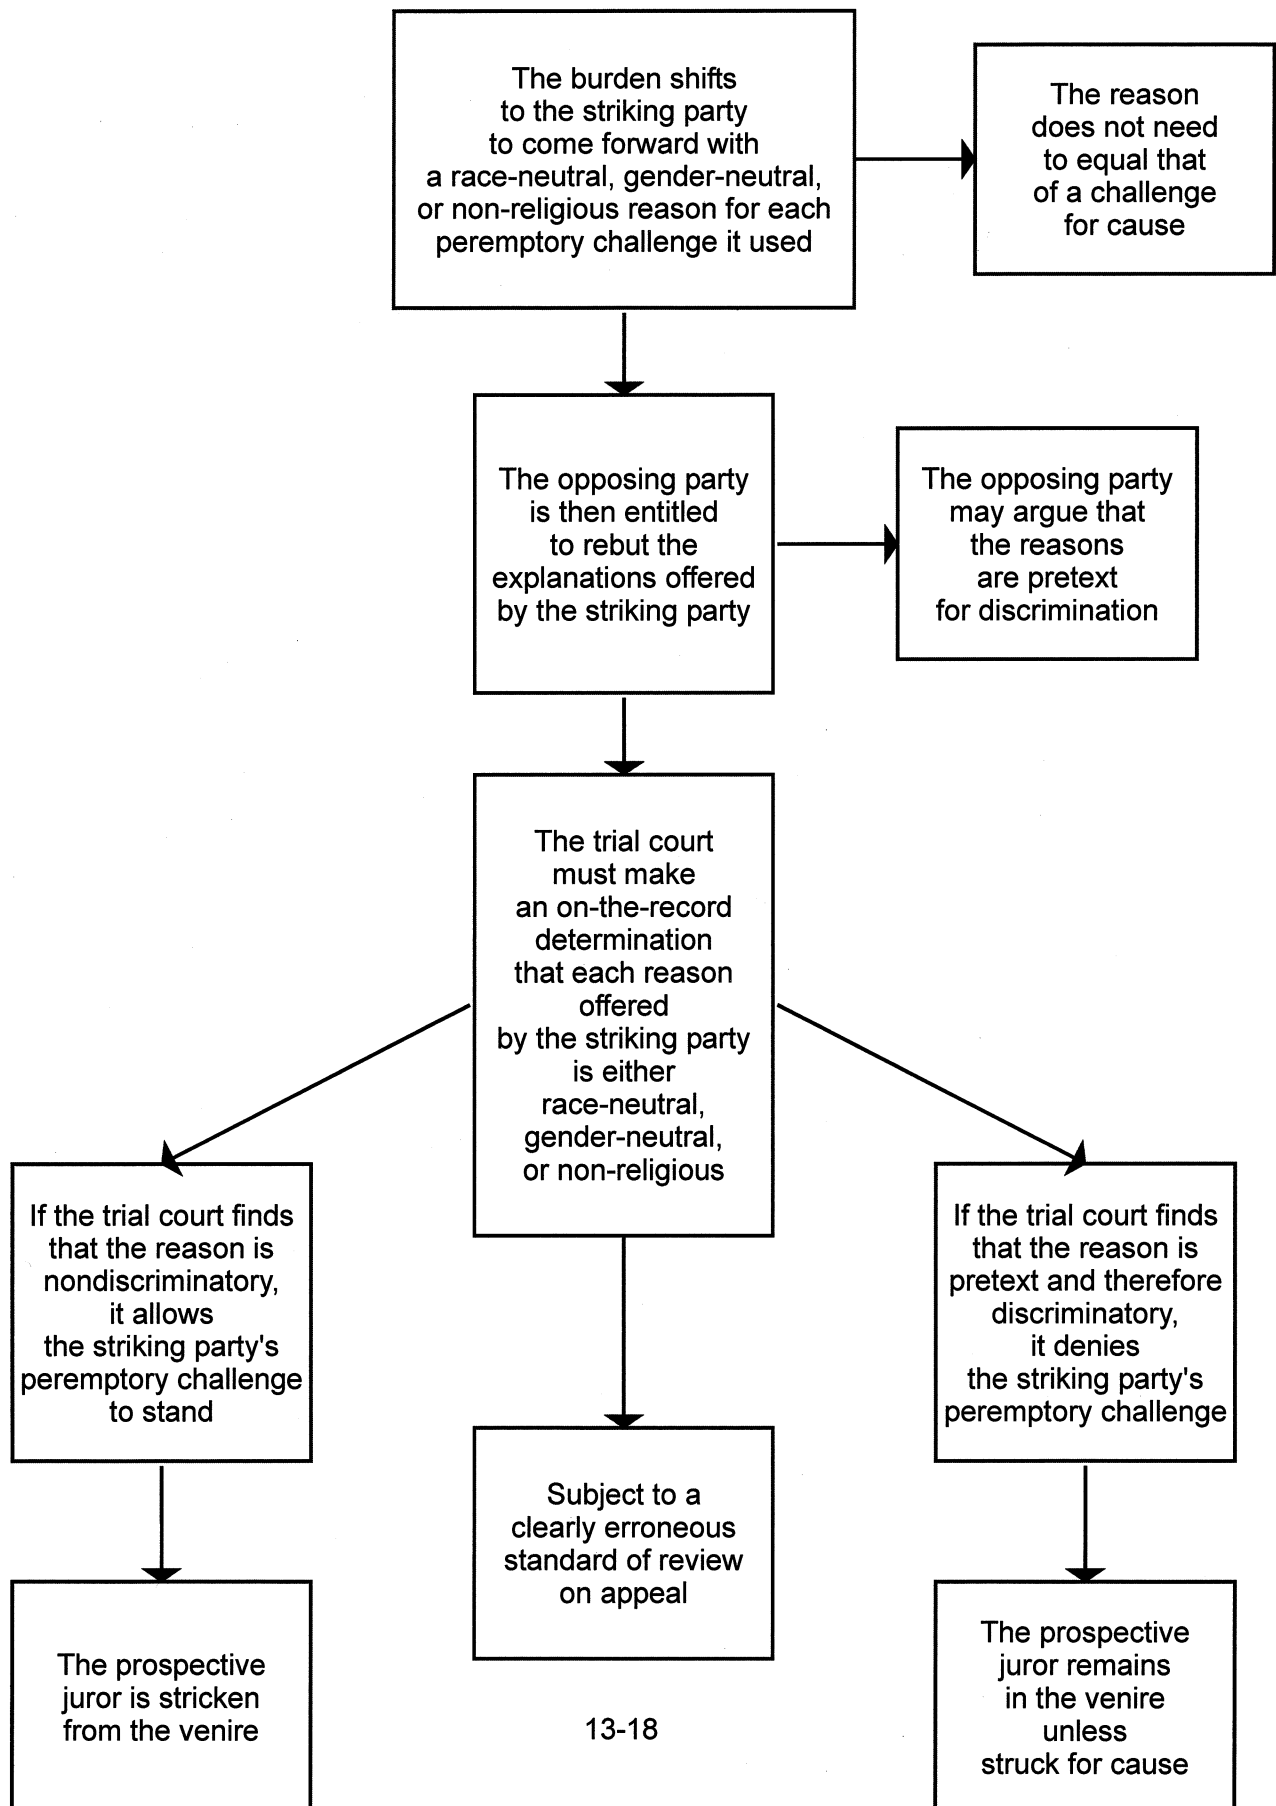 The burden shifts
to the striking party
to come forward with
a race-neutral, gender-neutral,
or non-religious reason for each
peremptory challenge it used
The reason
does not need
to equal that
of a challenge
for cause
The opposing party
is then entitled
to rebut the
explanations offered
by the striking party
The opposing party
may argue that
the reasons
are pretext
for discrimination
The trial court
must make
an on-the-record
determination
that each reason
offered
by the striking party
is either
race-neutral,
gender-neutral,
or non-religious
If the trial court finds
that the reason is
nondiscriminatory,
it allows
the striking party's
peremptory challenge
to stand
If the trial court finds
that the reason is
pretext and therefore
discriminatory,
it denies
the striking party's
peremptory challenge
Subject to a
clearly erroneous
standard of review
on appeal
The prospective
juror is stricken
from the venire
The prospective
juror remains
in the venire
unless
struck for cause
13-18